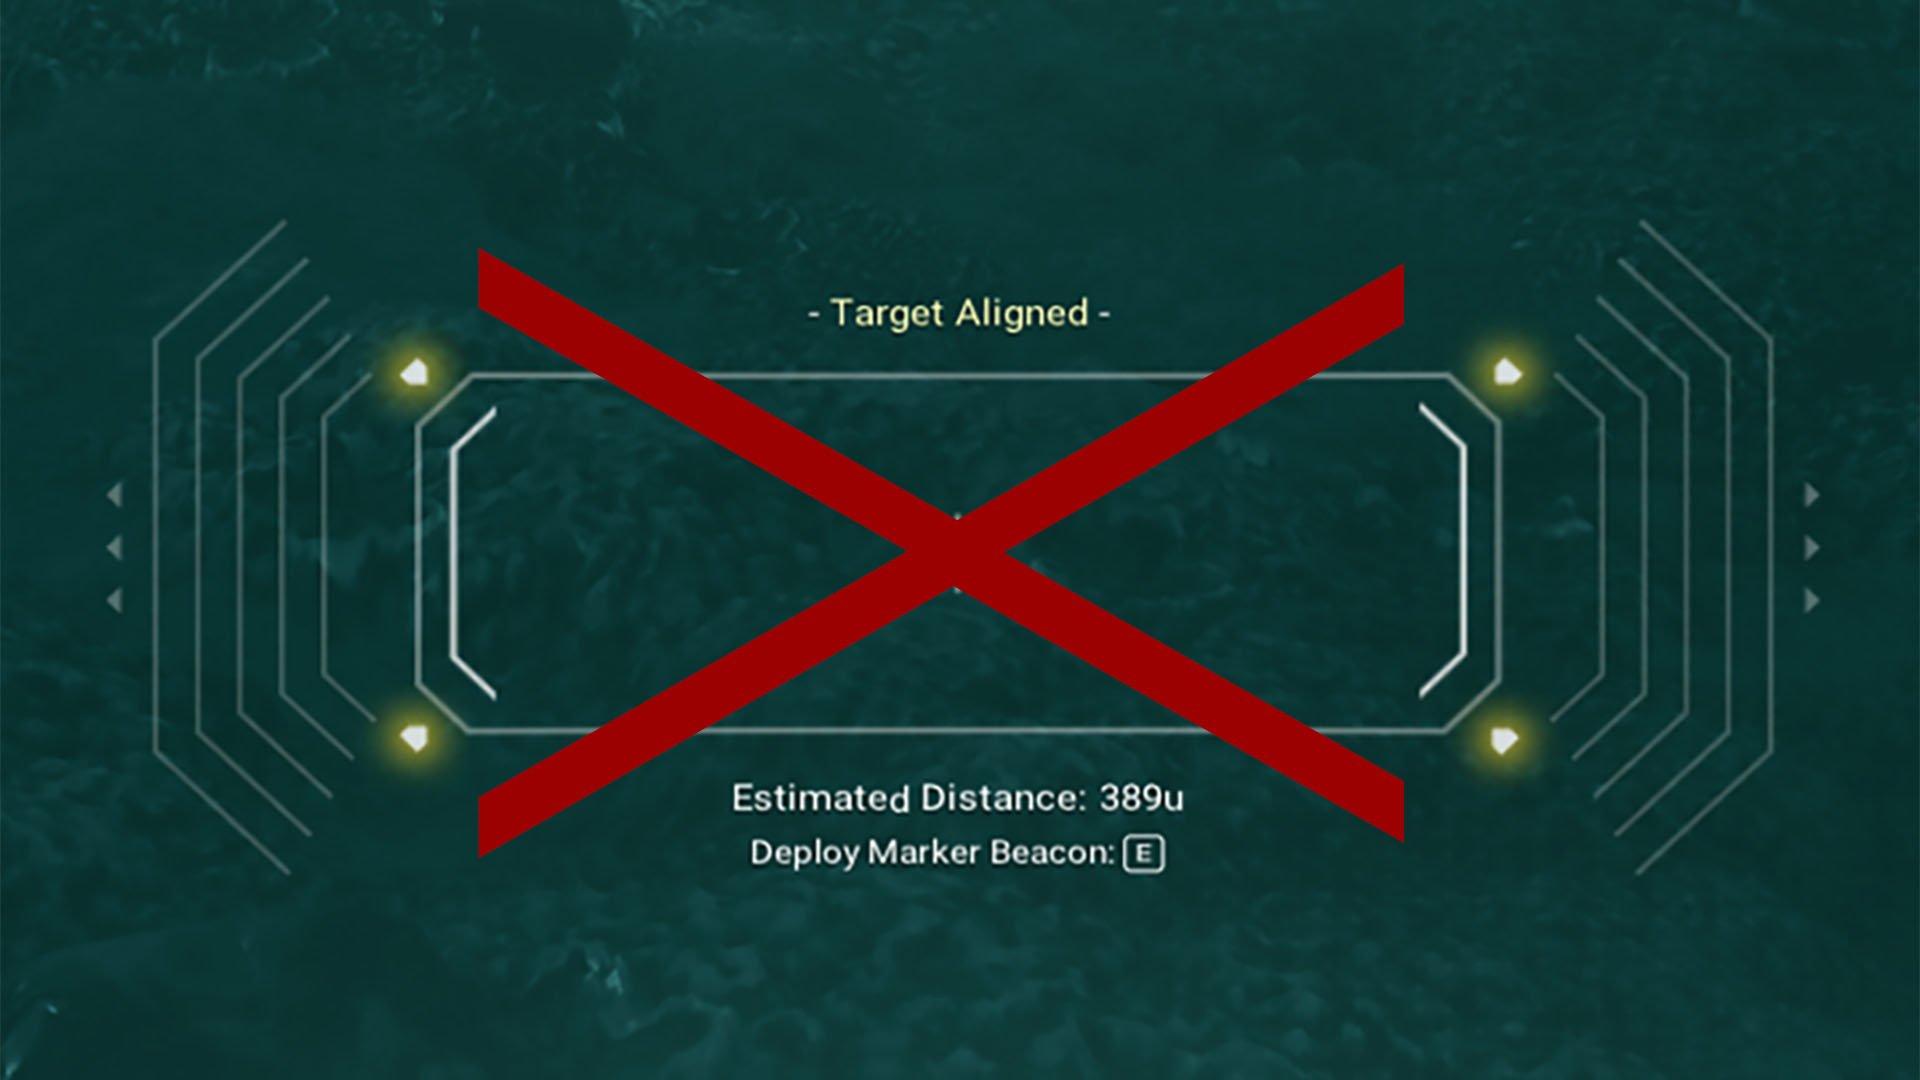 - Target Aligned -
Estimated Distance: 389u
Deploy Marker Beacon: E